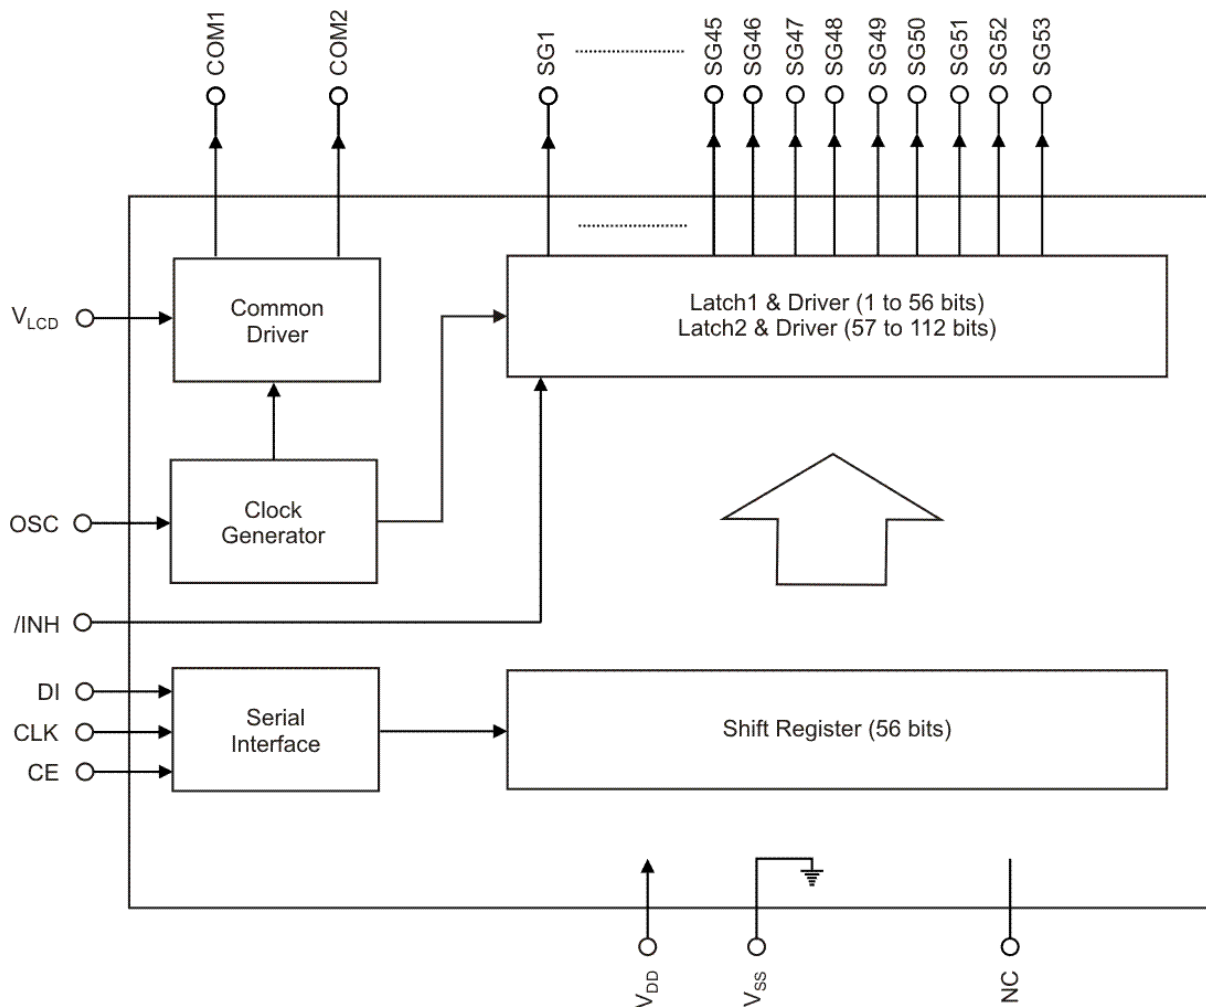 COM1
COM2
SG1
SG45
SG46
SG47
SG48
SG49
SG50
SG51
SG52
SG53
VLCD
Common
Driver
Latch1 & Driver (1 to 56 bits)
Latch2 & Driver (57 to 112 bits)
OSC
Clock
Generator
/INH
DI
CLK
CE
Serial
Interface
Shift Register (56 bits)
VDD
VSS
NC